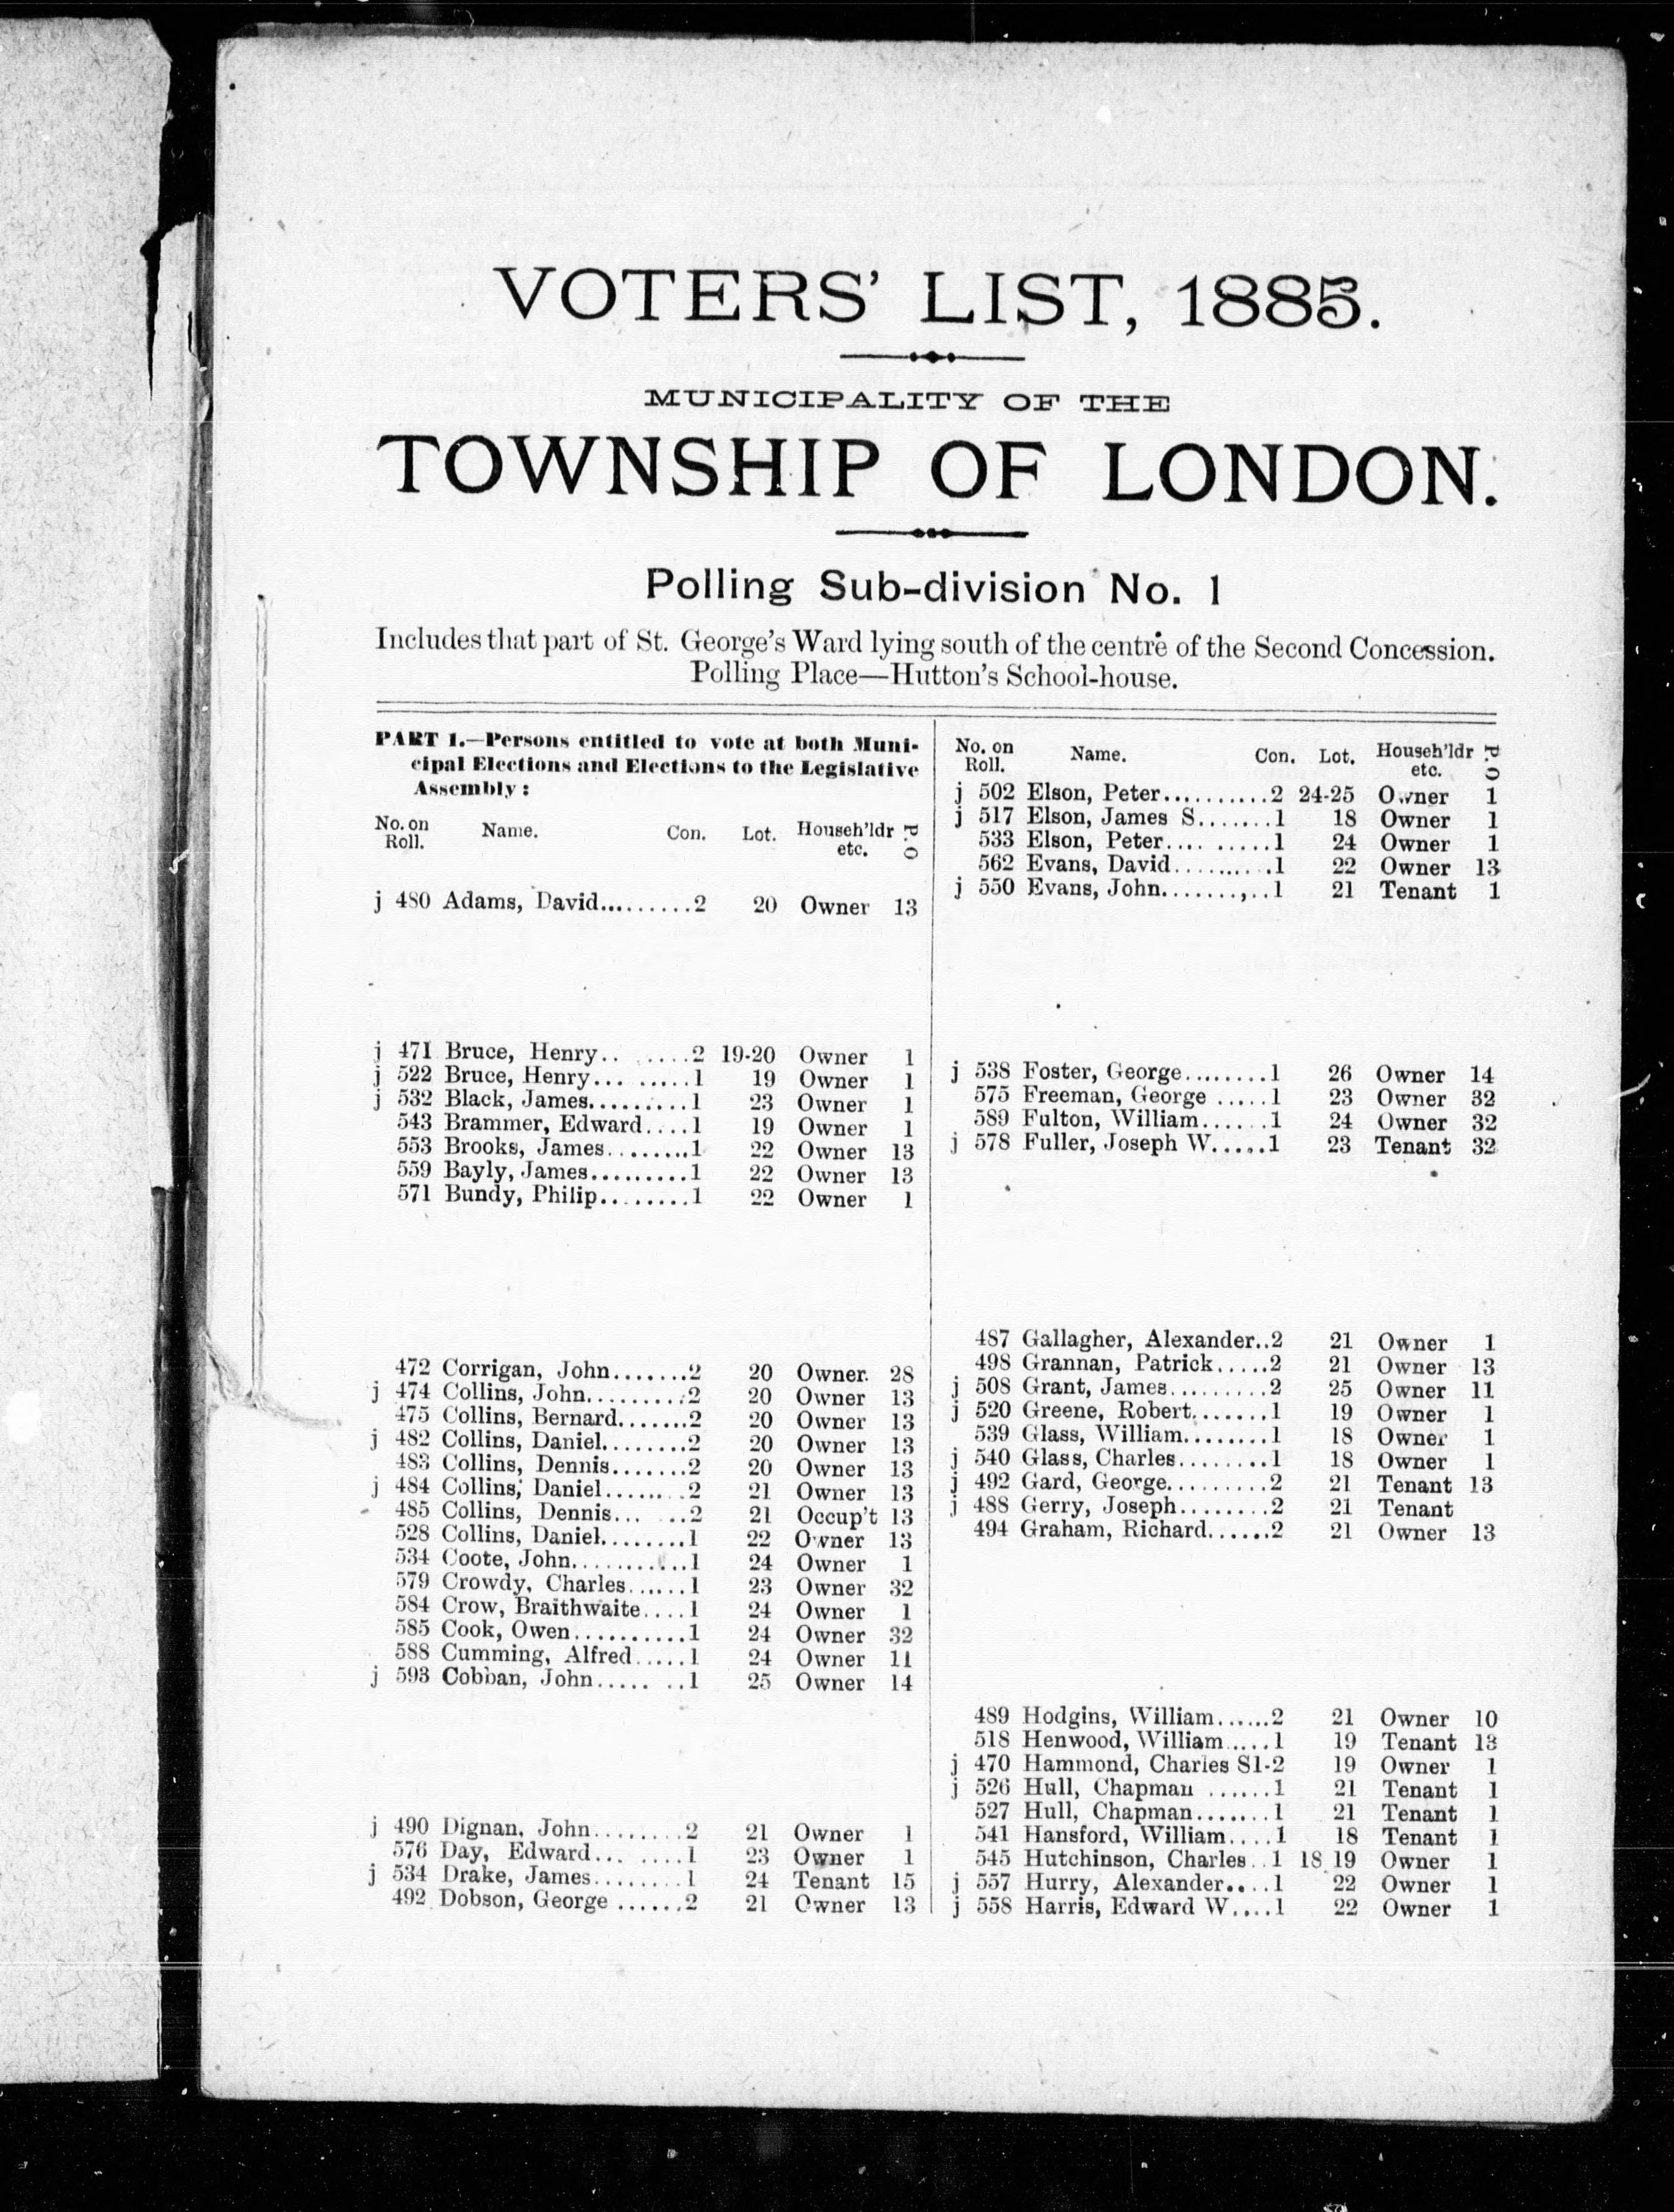 VOTERS' LIST, 1885.
MUNICIPALITY OF THE
TOWNSHIP OF LONDON.
Polling Sub-division No. 1
Includes that part of St. George's Ward lying south of the centre of the Second Concession.
Polling Place—Hutton's School-house.
PART 1.—Persons entitled to vote at both Muni-
cipal Elections and Elections to the Legislative
Assembly:
No. on Roll. Name. Con. Lot. Househ'ldr etc. P.O
j 480 Adams, David..........2 20 Owner 13
j 471 Bruce, Henry.. .....2 19-20 Owner 1
j 522 Bruce, Henry... ......1 19 Owner 1
j 532 Black, James..........1 23 Owner 1
543 Brammer, Edward....1 19 Owner 1
553 Brooks, James.........1 22 Owner 13
559 Bayly, James..........1 22 Owner 13
571 Bundy, Philip.........1 22 Owner 1
472 Corrigan, John.......2 20 Owner. 28
j 474 Collins, John..........2 20 Owner 13
475 Collins, Bernard.......2 20 Owner 13
j 482 Collins, Daniel........2 20 Owner 13
483 Collins, Dennis.......2 20 Owner 13
j 484 Collins, Daniel........2 21 Owner 13
485 Collins, Dennis... ...2 21 Occup't 13
528 Collins, Daniel........1 22 Owner 13
534 Coote, John............1 24 Owner 1
579 Crowdy, Charles......1 23 Owner 32
584 Crow, Braithwaite....1 24 Owner 1
585 Cook, Owen...........1 24 Owner 32
588 Cumming, Alfred.....1 24 Owner 11
j 593 Cobban, John..... ..1 25 Owner 14
j 490 Dignan, John........2 21 Owner 1
576 Day, Edward... ....1 23 Owner 1
j 534 Drake, James........1 24 Tenant 15
492 Dobson, George ......2 21 Owner 13
No. on Roll. Name. Con. Lot. Househ'ldr etc. P.O
j 502 Elson, Peter..........2 24-25 Owner 1
j 517 Elson, James S.......1 18 Owner 1
533 Elson, Peter.... .....1 24 Owner 1
562 Evans, David..........1 22 Owner 13
j 550 Evans, John.......,..1 21 Tenant 1
j 538 Foster, George........1 26 Owner 14
575 Freeman, George .....1 23 Owner 32
589 Fulton, William.......1 24 Owner 32
j 578 Fuller, Joseph W.....1 23 Tenant 32
487 Gallagher, Alexander..2 21 Owner 1
498 Grannan, Patrick.....2 21 Owner 13
j 508 Grant, James.........2 25 Owner 11
j 520 Greene, Robert.......1 19 Owner 1
539 Glass, William........1 18 Owner 1
j 540 Glass, Charles........1 18 Owner 1
j 492 Gard, George..........2 21 Tenant 13
j 488 Gerry, Joseph........2 21 Tenant
494 Graham, Richard......2 21 Owner 13
489 Hodgins, William......2 21 Owner 10
518 Henwood, William.....1 19 Tenant 13
j 470 Hammond, Charles S1-2 19 Owner 1
j 526 Hull, Chapman ......1 21 Tenant 1
527 Hull, Chapman.......1 21 Tenant 1
541 Hansford, William....1 18 Tenant 1
545 Hutchinson, Charles..1 18 19 Owner 1
j 557 Hurry, Alexander....1 22 Owner 1
j 558 Harris, Edward W....1 22 Owner 1